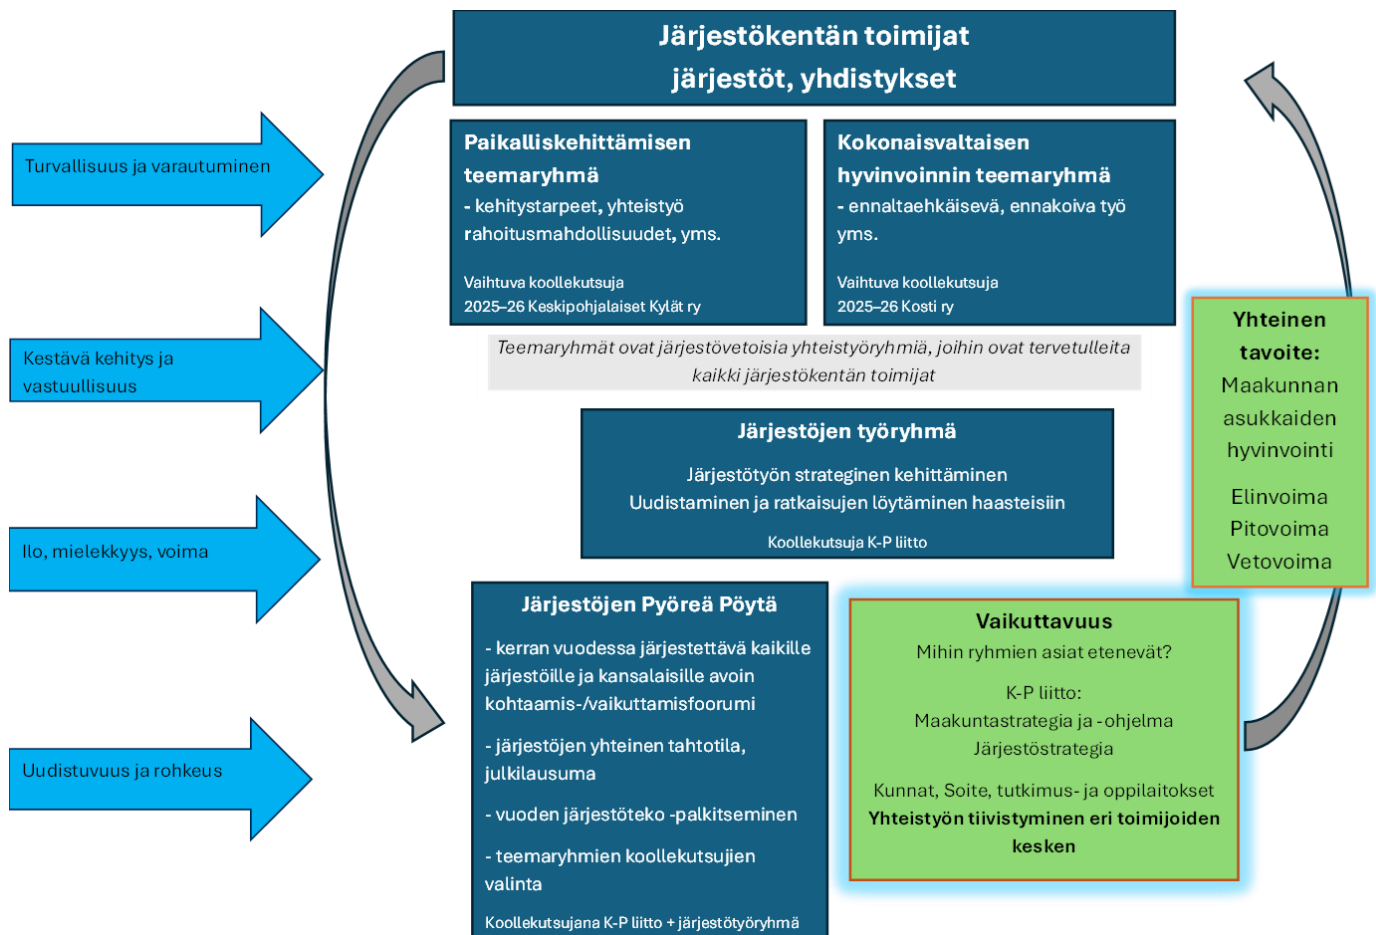 Järjestökentän toimijat
järjestöt, yhdistykset
Turvallisuus ja varautuminen
Kestävä kehitys ja
vastuullisuus
Ilo, mielekkyys, voima
Uudistuvuus ja rohkeus
Paikalliskehittämisen
teemaryhmä
- kehitystarpeet, yhteistyö
rahoitusmahdollisuudet, yms.
Vaihtuva koollekutsuja
2025–26 Keskipohjalaiset Kylät ry
Kokonaisvaltaisen
hyvinvoinnin teemaryhmä
- ennaltaehkäisevä, ennakoiva työ
yms.
Vaihtuva koollekutsuja
2025–26 Kosti ry
Teemaryhmät ovat järjestövetoisia yhteistyöryhmiä, joihin ovat tervetulleita
kaikki järjestökentän toimijat
Järjestöjen työryhmä
Järjestötyön strateginen kehittäminen
Uudistaminen ja ratkaisujen löytäminen haasteisiin
Koollekutsuja K-P liitto
Järjestöjen Pyöreä Pöytä
- kerran vuodessa järjestettävä kaikille
järjestöille ja kansalaisille avoin
kohtaamis-/vaikuttamisfoorumi
- järjestöjen yhteinen tahtotila,
julkilausuma
- vuoden järjestöteko -palkitseminen
- teemaryhmien koollekutsujien
valinta
Koollekutsujana K-P liitto + järjestötyöryhmä
Vaikuttavuus
Mihin ryhmien asiat etenevät?
K-P liitto:
Maakuntastrategia ja -ohjelma
Järjestöstrategia
Kunnat, Soite, tutkimus- ja oppilaitokset
Yhteistyön tiivistyminen eri toimijoiden
kesken
Yhteinen
tavoite:
Maakunnan
asukkaiden
hyvinvointi
Elinvoima
Pitovoima
Vetovoima